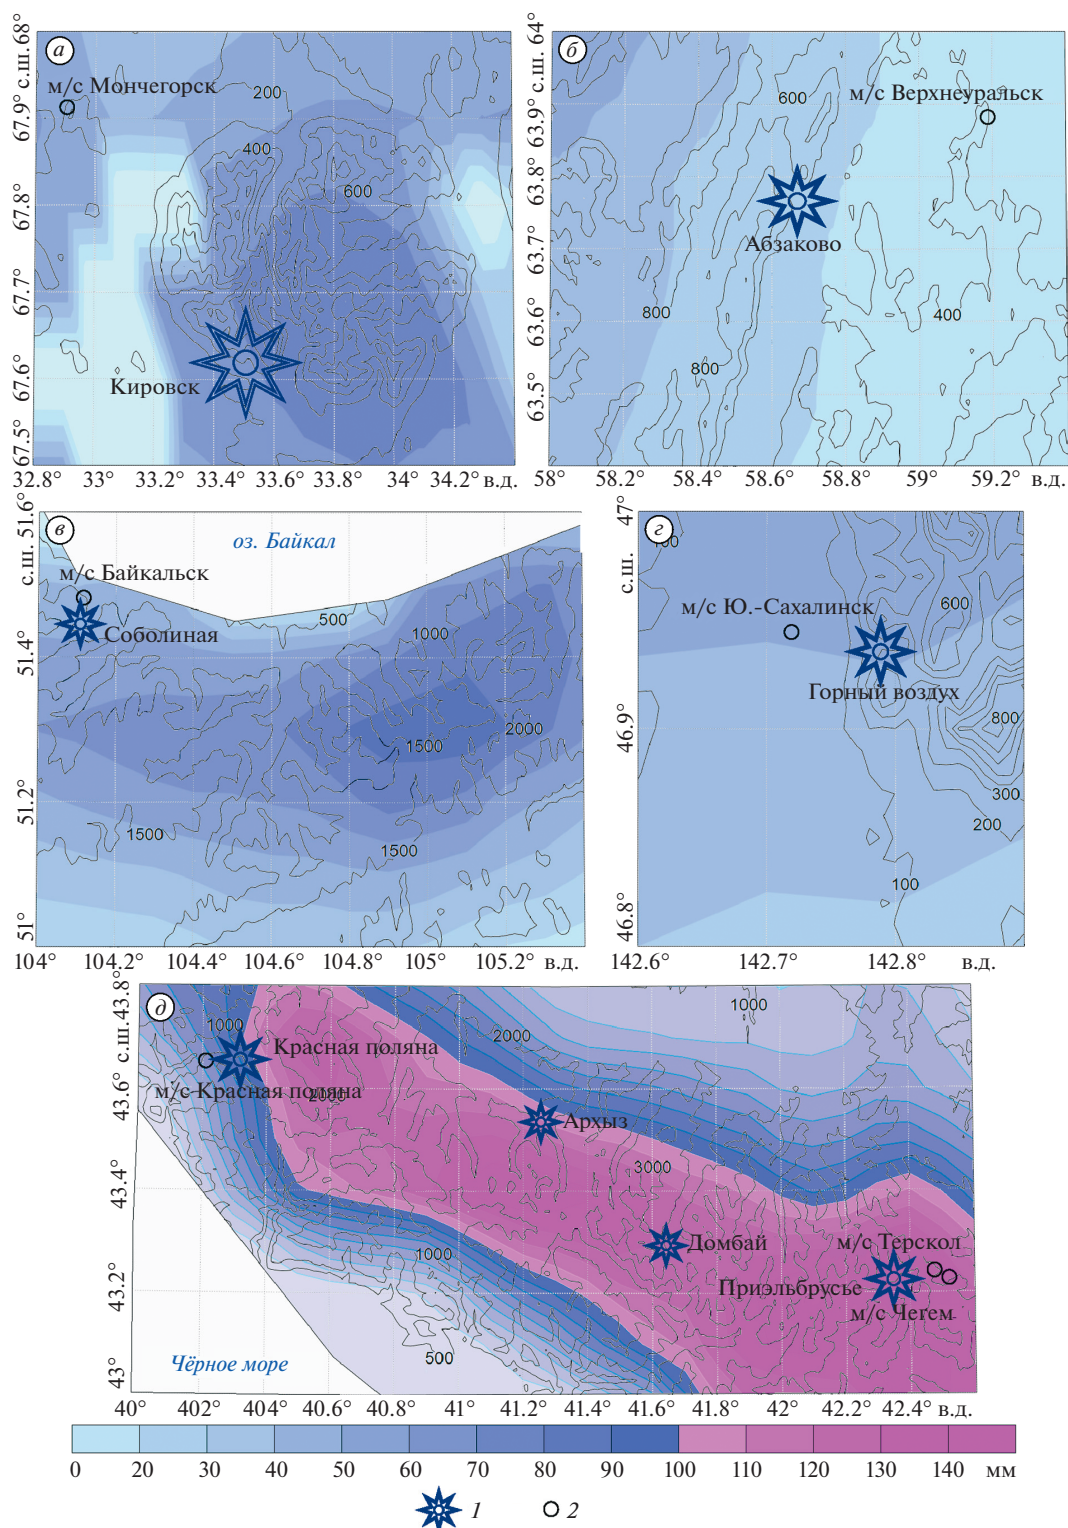 а
м/с Мончегорск
200
400
600
Кировск
67.5° 67.6° 67.7° 67.8° 67.9° с.ш. 68°
32.8° 33° 33.2° 33.4° 33.6° 33.8° 34° 34.2° в.д.
б
600
м/с Верхнеуральск
Абзаково
800
800
400
63.5° 63.6° 63.7° 63.8° 63.9° с.ш. 64°
58° 58.2° 58.4° 58.6° 58.8° 59° 59.2° в.д.
в
оз. Байкал
м/с Байкальск
Соболиная
500
1000
2000
1500
1500
1500
51° 51.2° 51.4° с.ш. 51.6°
104° 104.2° 104.4° 104.6° 104.8° 105° 105.2° в.д.
г
100
600
м/с Ю.-Сахалинск
Горный воздух
800
300
200
100
46.8° 46.9° с.ш. 47°
142.6° 142.7° 142.8° в.д.
д
1000
2000
1000
Красная поляна
м/с Красная поляна
2000
Архыз
3000
Домбай
м/с Терскол
Приэльбрусье
м/с Чегем
1000
500
Чёрное море
43° 43.2° 43.4° 43.6° с.ш. 43.8°
40° 402° 404° 40.6° 40.8° 41° 41.2° 41.4° 41.6° 41.8° 42° 42.2° 42.4° в.д.
0 20 30 40 60 70 80 90 100 110 120 130 140 мм
1 2